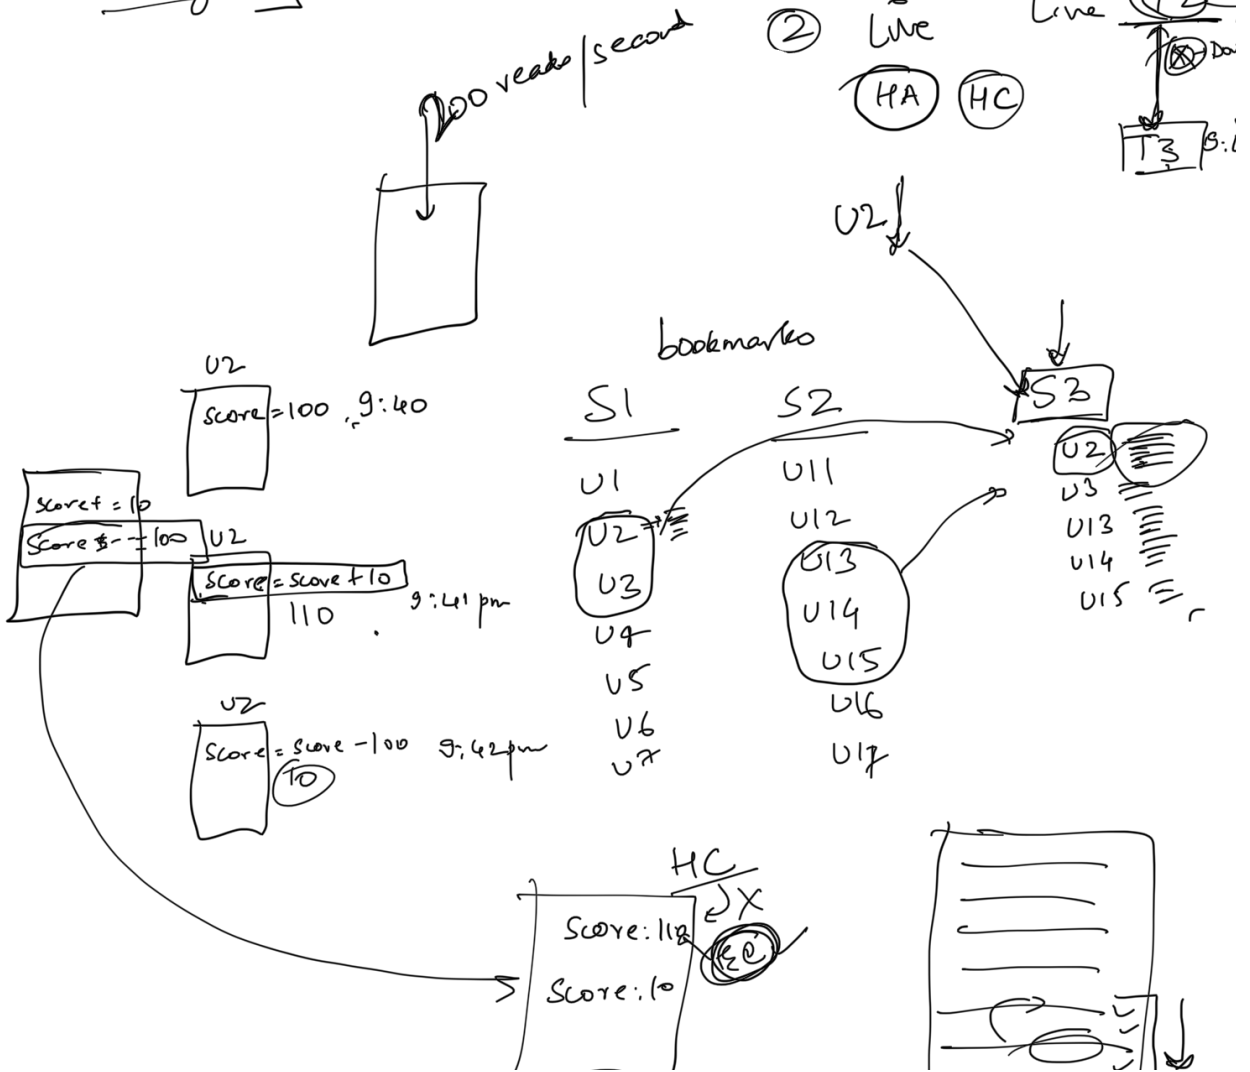 reads/second
2 Live
Live
HA HC
T3
U2
bookmarks
U2
score=100, 9:40
S1 S2 S3
U1 U11 U2
U2 U12 U3
U3 U13 U13
U4 U14 U14
U5 U15 U15
U6 U16
U7 U17
score+=10
U2
score=score+10
110 9:41 pm
U2
score=score-100 9:42pm
10
HC
X
Score:110
EC
Score:10